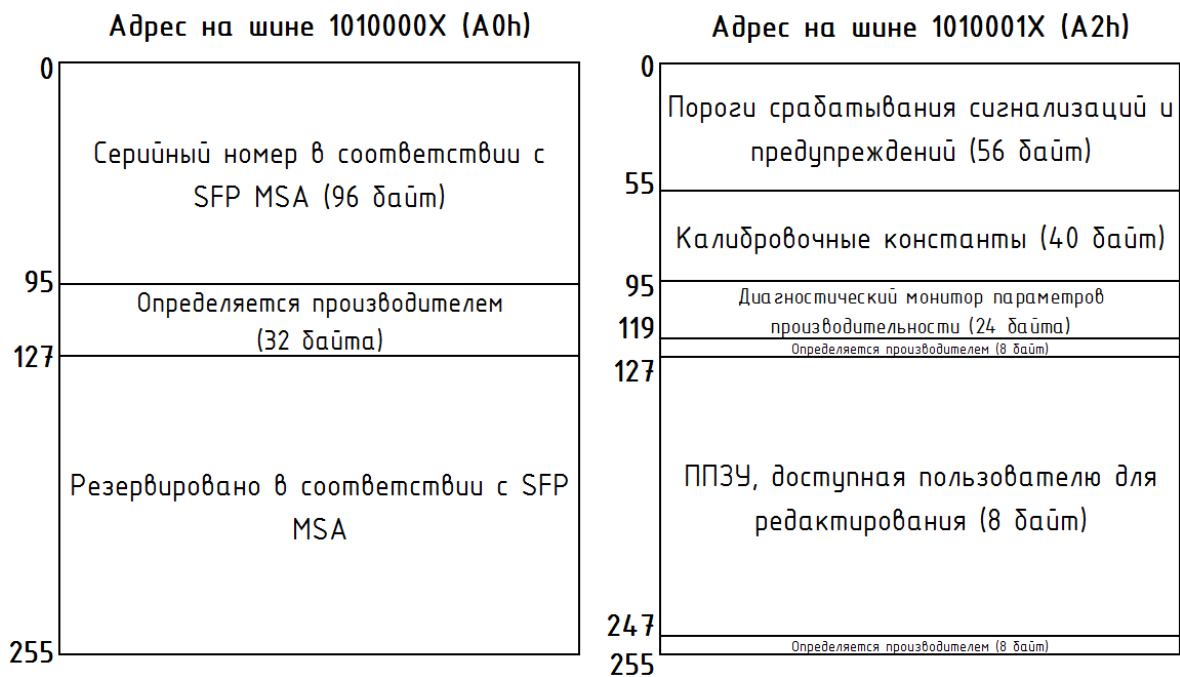 Адрес на шине 1010000X (A0h)
0
Серийный номер в соответствии с
SFP MSA (96 байт)
95
Определяется производителем
(32 байта)
127
Резервировано в соответствии с SFP
MSA
255
Адрес на шине 1010001X (A2h)
0
Пороги срабатывания сигнализаций и
предупреждений (56 байт)
55
Калибровочные константы (40 байт)
95
Диагностический монитор параметров
119
производительности (24 байта)
Определяется производителем (8 байт)
127
ППЗУ, доступная пользователю для
редактирования (8 байт)
247
Определяется производителем (8 байт)
255